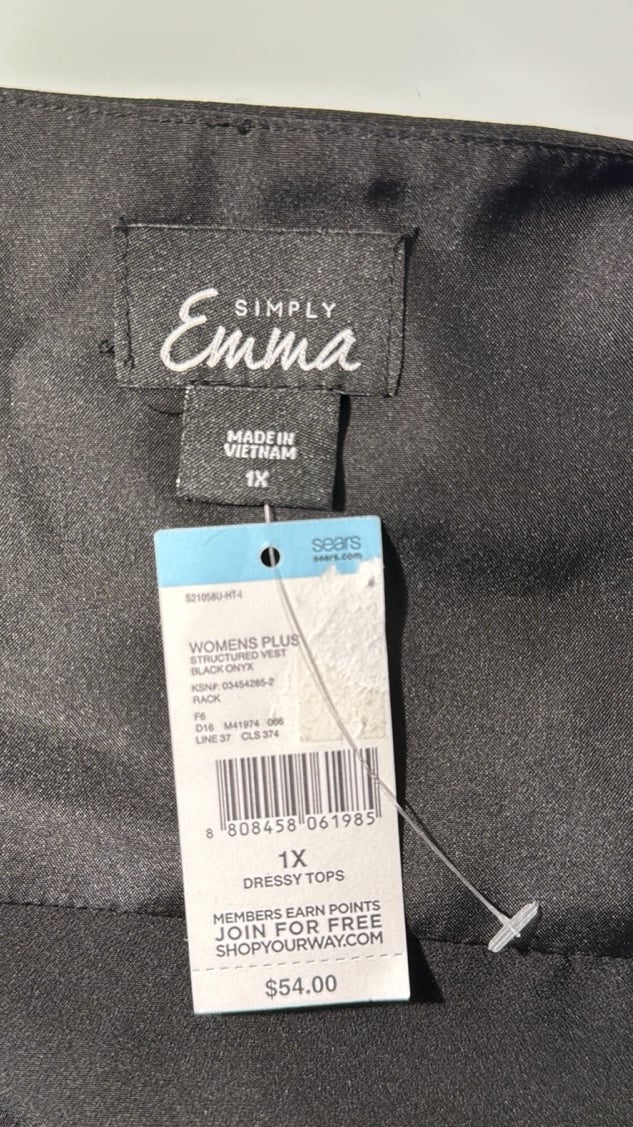 SIMPLY
Emma
MADE IN
VIETNAM
1X
sears
sears.com
S21056U-HT-I
WOMENS PLUS
STRUCTURED VEST
BLACK ONYX
KSN#: 03454285-2
RACK
F6
D16 M41974 066
LINE 37 CLS 374
8 808458 061985
1X
DRESSY TOPS
MEMBERS EARN POINTS
JOIN FOR FREE
SHOPYOURWAY.COM
$54.00